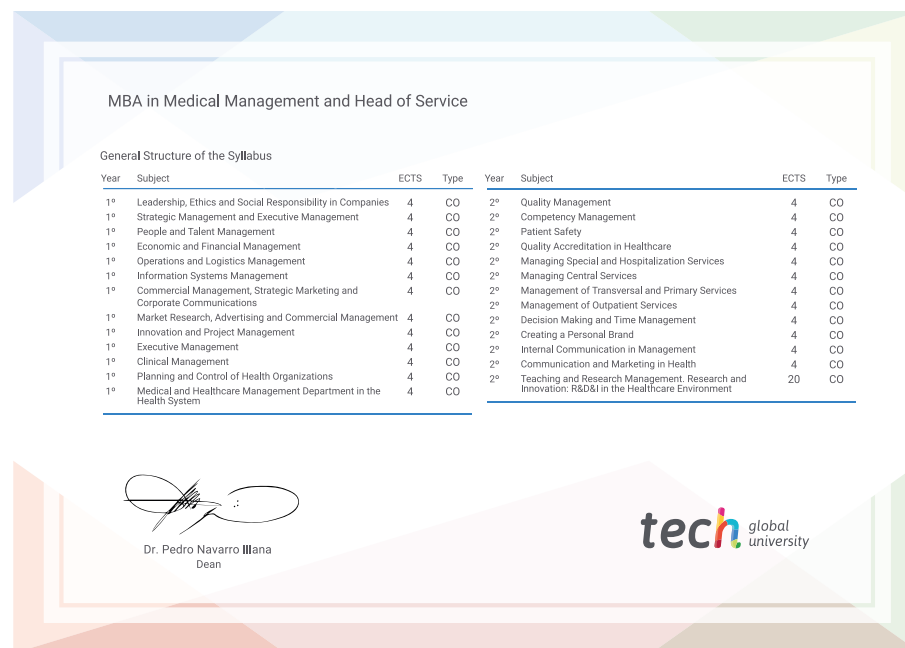 MBA in Medical Management and Head of Service
General Structure of the Syllabus
Year Subject ECTS Type
1º Leadership, Ethics and Social Responsibility in Companies 4 CO
1º Strategic Management and Executive Management 4 CO
1º People and Talent Management 4 CO
1º Economic and Financial Management 4 CO
1º Operations and Logistics Management 4 CO
1º Information Systems Management 4 CO
1º Commercial Management, Strategic Marketing and 4 CO
Corporate Communications
1º Market Research, Advertising and Commercial Management 4 CO
1º Innovation and Project Management 4 CO
1º Executive Management 4 CO
1º Clinical Management 4 CO
1º Planning and Control of Health Organizations 4 CO
1º Medical and Healthcare Management Department in the 4 CO
Health System
Year Subject ECTS Type
2º Quality Management 4 CO
2º Competency Management 4 CO
2º Patient Safety 4 CO
2º Quality Accreditation in Healthcare 4 CO
2º Managing Special and Hospitalization Services 4 CO
2º Managing Central Services 4 CO
2º Management of Transversal and Primary Services 4 CO
2º Management of Outpatient Services 4 CO
2º Decision Making and Time Management 4 CO
2º Creating a Personal Brand 4 CO
2º Internal Communication in Management 4 CO
2º Communication and Marketing in Health 4 CO
2º Teaching and Research Management. Research and 20 CO
Innovation: R&D&I in the Healthcare Environment
Dr. Pedro Navarro Illana
Dean
tech global
university